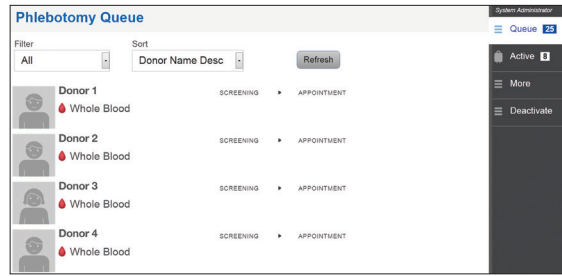 Phlebotomy Queue
Filter
Sort
All
Donor Name Desc
Refresh
Donor 1
Whole Blood
SCREENING ▸ APPOINTMENT
Donor 2
Whole Blood
SCREENING ▸ APPOINTMENT
Donor 3
Whole Blood
SCREENING ▸ APPOINTMENT
Donor 4
Whole Blood
SCREENING ▸ APPOINTMENT
System Administrator
Queue 25
Active 8
More
Deactivate